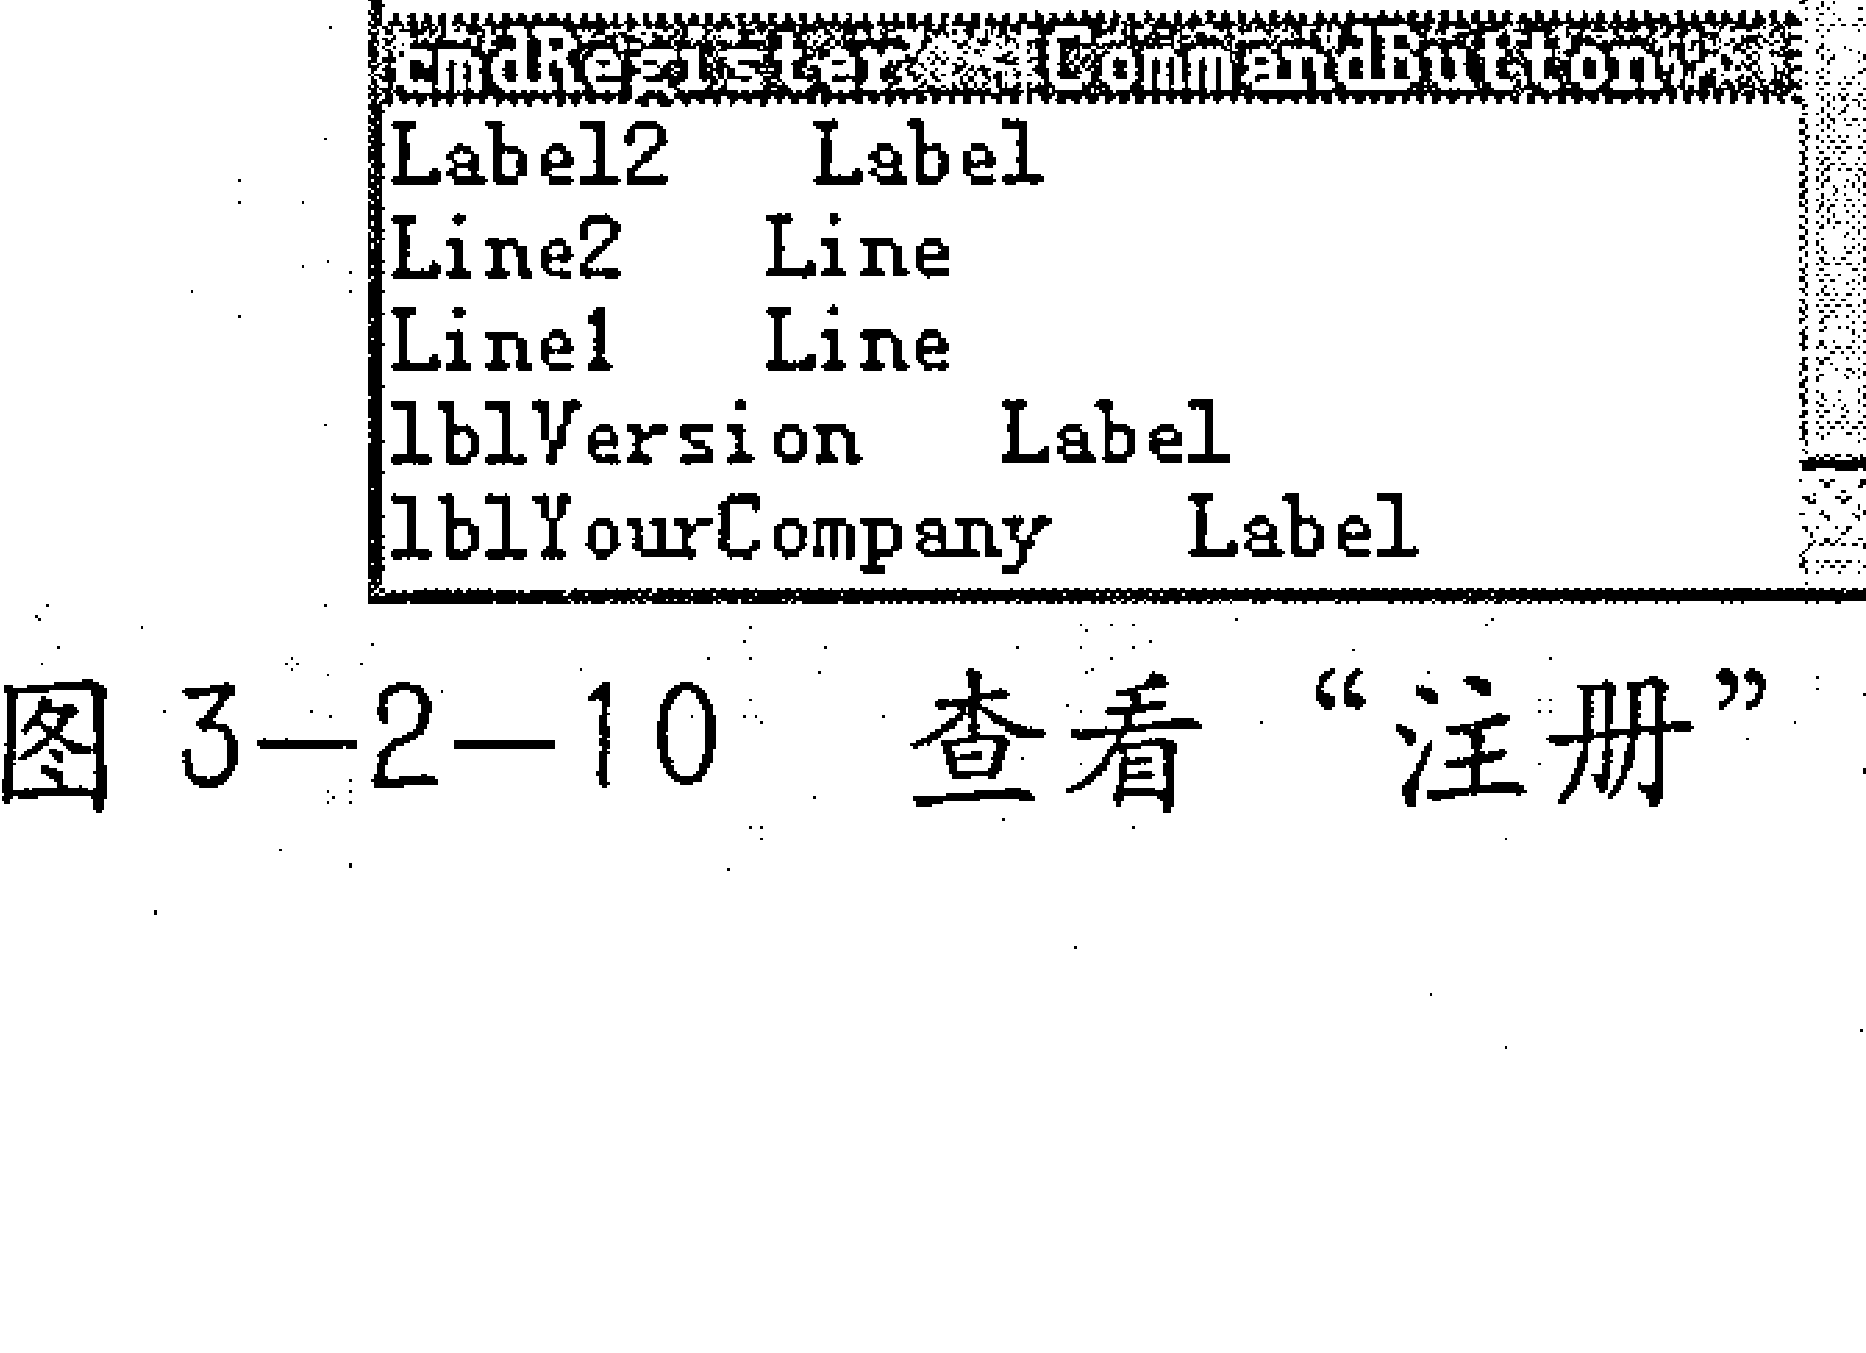 cmdRegister CommandButton
Label2 Label
Line2 Line
Line1 Line
lblVersion Label
lblYourCompany Label
图 3—2—10 查看“注册”